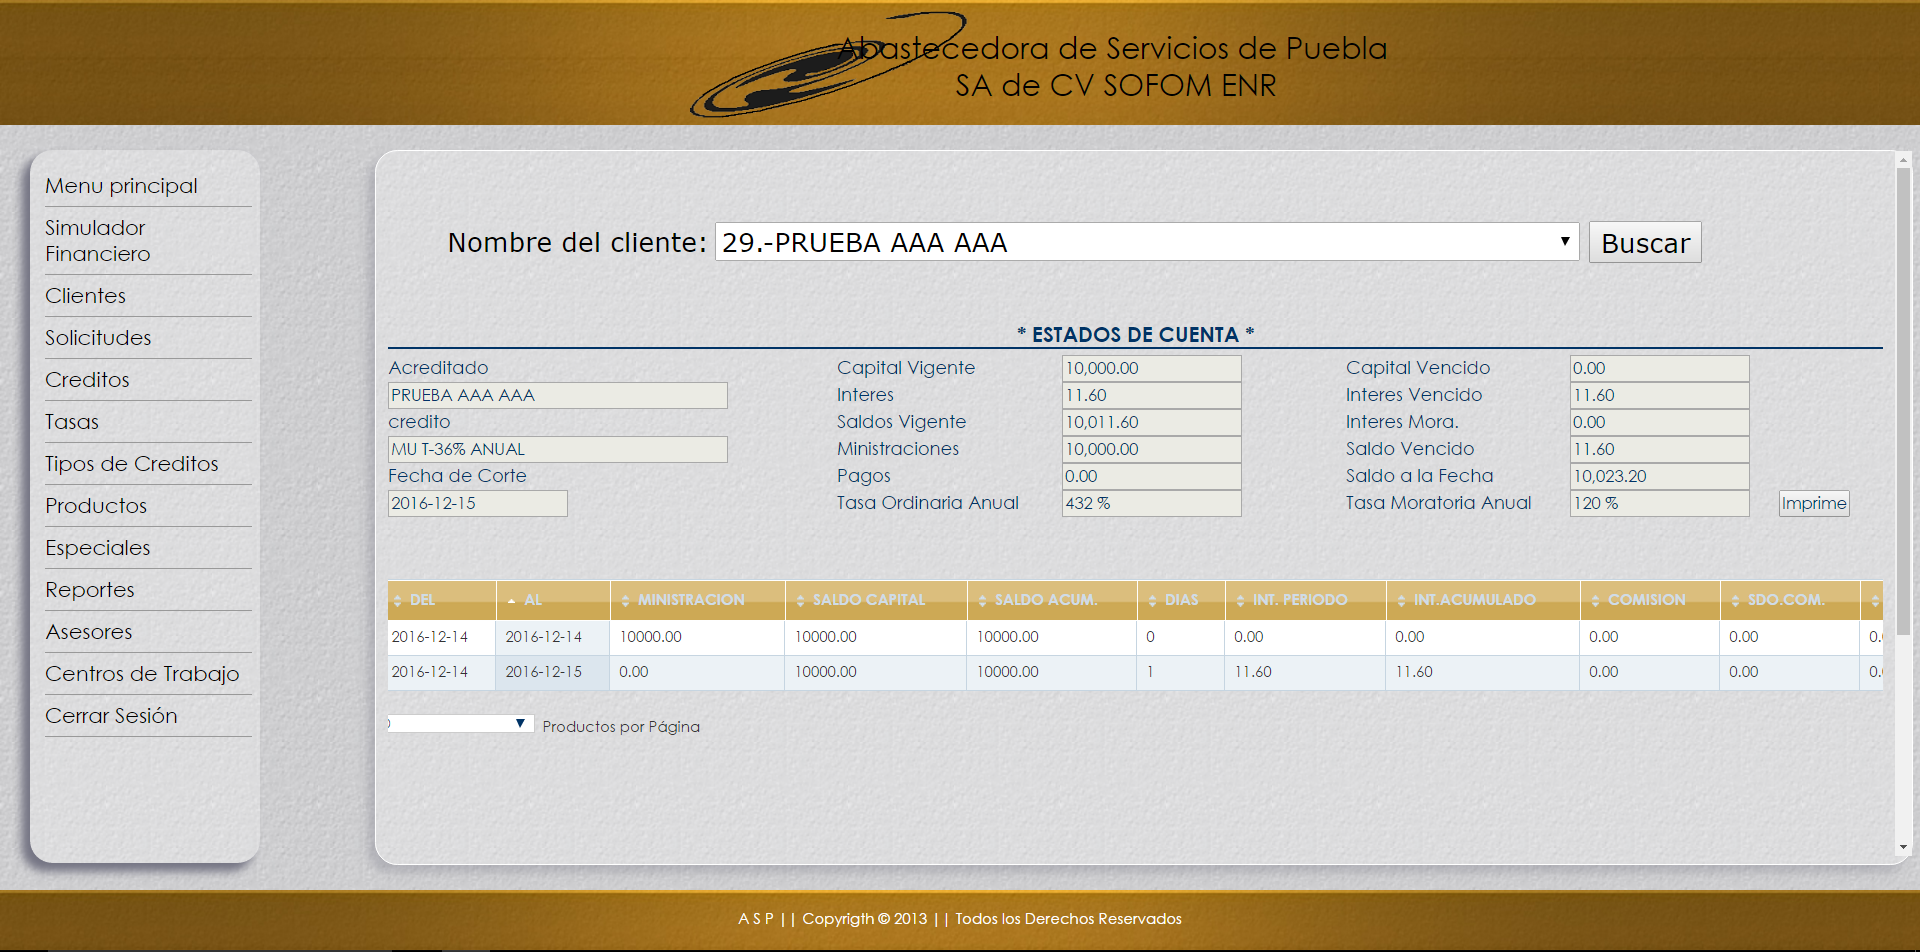 Abastecedora de Servicios de Puebla
SA de CV SOFOM ENR
Menu principal
Simulador
Financiero
Clientes
Solicitudes
Creditos
Tasas
Tipos de Creditos
Productos
Especiales
Reportes
Asesores
Centros de Trabajo
Cerrar Sesión
Nombre del cliente: 29.-PRUEBA AAA AAA Buscar
* ESTADOS DE CUENTA *
Acreditado Capital Vigente 10,000.00 Capital Vencido 0.00
PRUEBA AAA AAA Interes 11.60 Interes Vencido 11.60
credito Saldos Vigente 10,011.60 Interes Mora. 0.00
MU T-36% ANUAL Ministraciones 10,000.00 Saldo Vencido 11.60
Fecha de Corte Pagos 0.00 Saldo a la Fecha 10,023.20
2016-12-15 Tasa Ordinaria Anual 432 % Tasa Moratoria Anual 120 % Imprime
DEL AL MINISTRACION SALDO CAPITAL SALDO ACUM. DIAS INT. PERIODO INT.ACUMULADO COMISION SDO.COM.
2016-12-14 2016-12-14 10000.00 10000.00 10000.00 0 0.00 0.00 0.00 0.00
2016-12-14 2016-12-15 0.00 10000.00 10000.00 1 11.60 11.60 0.00 0.00
Productos por Página
A S P || Copyrigth © 2013 || Todos los Derechos Reservados